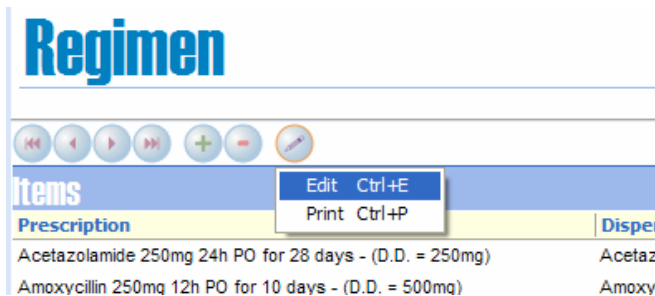 Regimen
Items
Edit Ctrl+E
Print Ctrl+P
Prescription
Acetazolamide 250mg 24h PO for 28 days - (D.D. = 250mg)
Amoxycillin 250mg 12h PO for 10 days - (D.D. = 500mg)